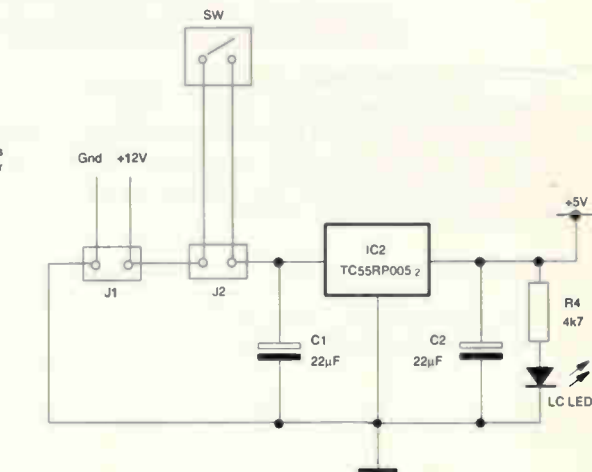 SW
Gnd +12V
+5V
IC2
TC55RP005 2
J1
J2
R4
4k7
C1
22µF
C2
22µF
LC LED